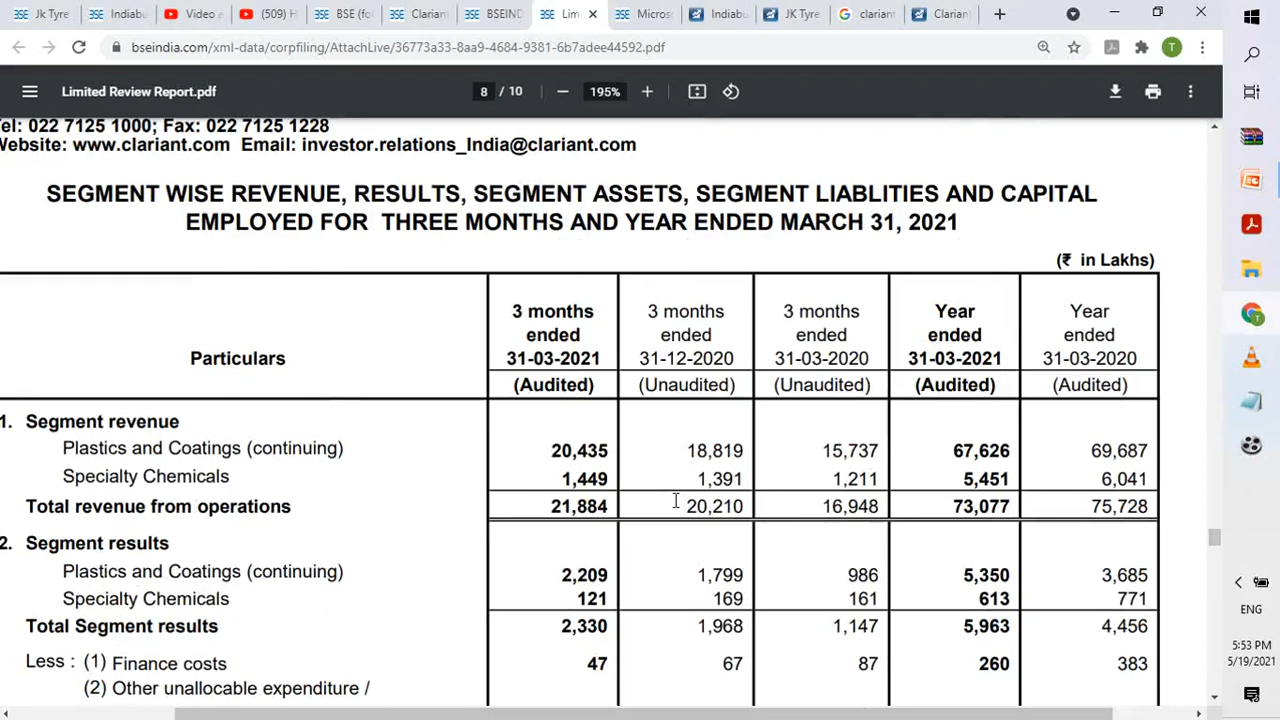 Jk Tyre
Indiabu
Video a
(509) H
BSE (fo
Clariant
BSEIND
Lim
Micros
Indiabu
JK Tyre
clariant
Clarian
bseindia.com/xml-data/corpfiling/AttachLive/36773a33-8aa9-4684-9381-6b7adee44592.pdf
T
Limited Review Report.pdf
8 / 10
195%
Tel: 022 7125 1000; Fax: 022 7125 1228
Website: www.clariant.com Email: investor.relations_India@clariant.com
SEGMENT WISE REVENUE, RESULTS, SEGMENT ASSETS, SEGMENT LIABLITIES AND CAPITAL
EMPLOYED FOR THREE MONTHS AND YEAR ENDED MARCH 31, 2021
(₹ in Lakhs)
Particulars
3 months ended 31-03-2021 (Audited)
3 months ended 31-12-2020 (Unaudited)
3 months ended 31-03-2020 (Unaudited)
Year ended 31-03-2021 (Audited)
Year ended 31-03-2020 (Audited)
1. Segment revenue
Plastics and Coatings (continuing) 20,435 18,819 15,737 67,626 69,687
Specialty Chemicals 1,449 1,391 1,211 5,451 6,041
Total revenue from operations 21,884 20,210 16,948 73,077 75,728
2. Segment results
Plastics and Coatings (continuing) 2,209 1,799 986 5,350 3,685
Specialty Chemicals 121 169 161 613 771
Total Segment results 2,330 1,968 1,147 5,963 4,456
Less : (1) Finance costs 47 67 87 260 383
(2) Other unallocable expenditure /
ENG
5:53 PM
5/19/2021